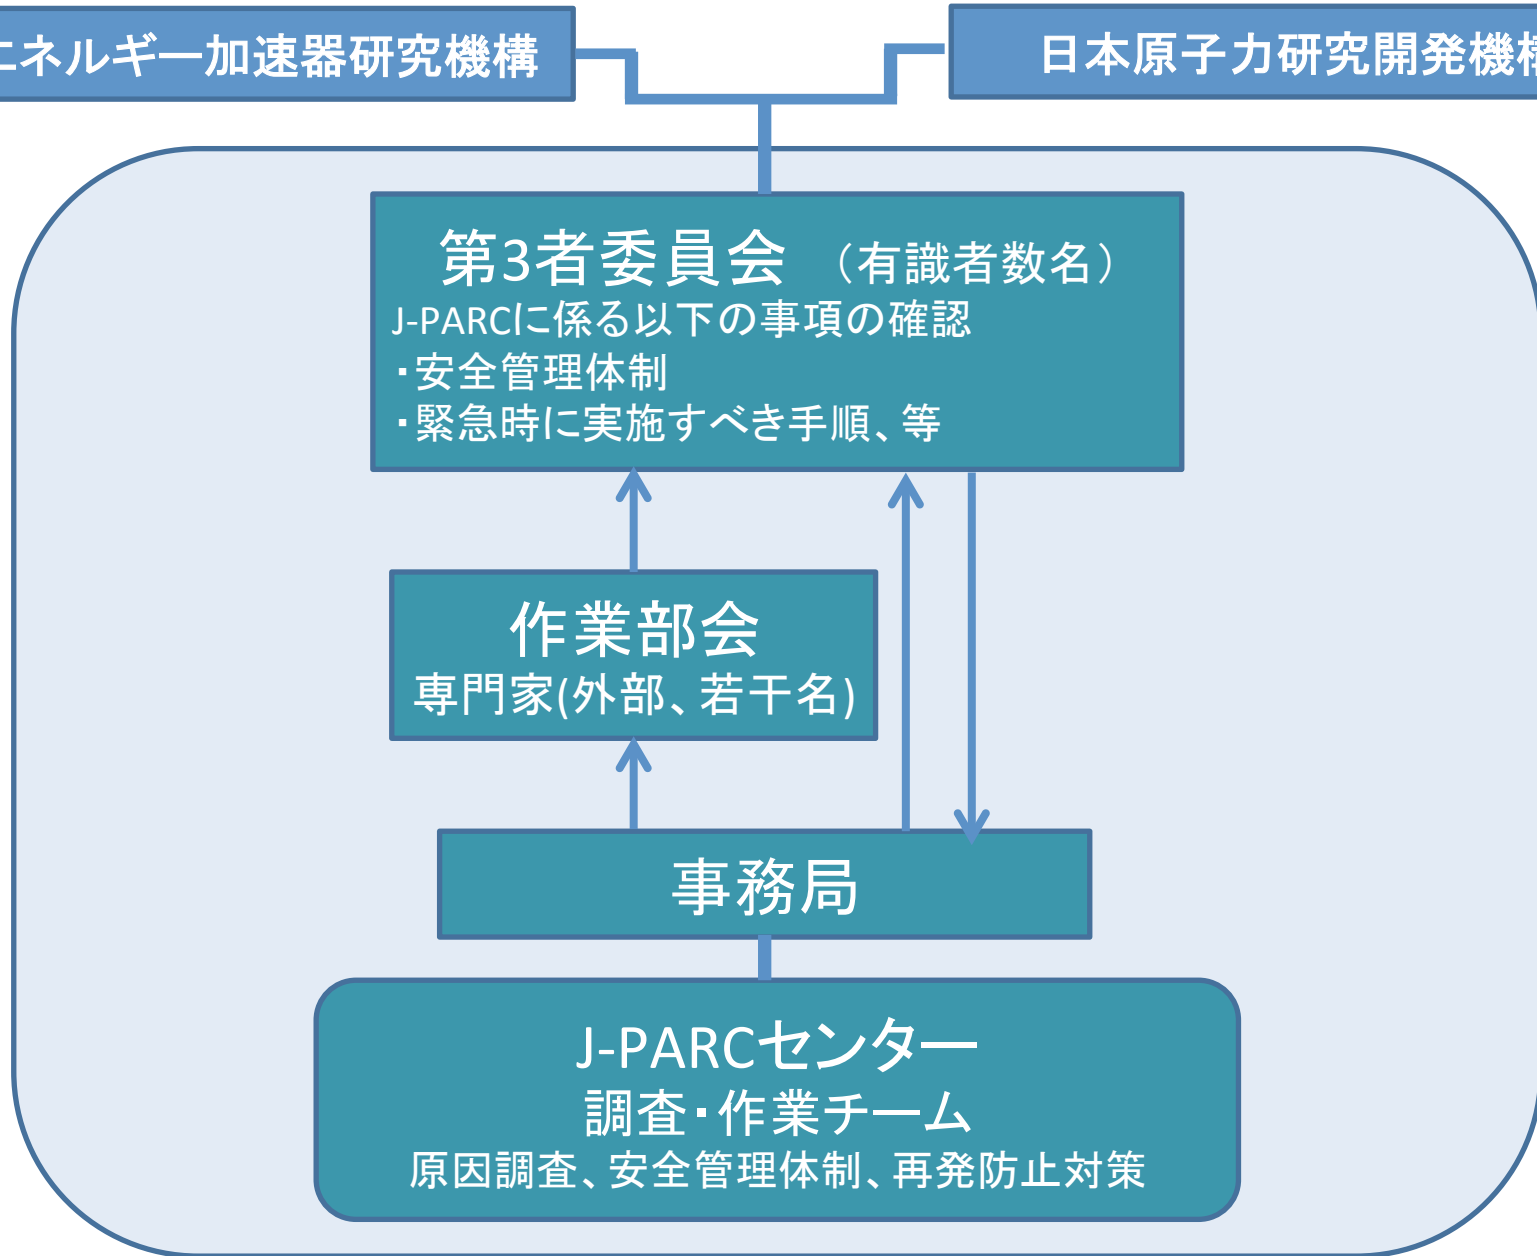 エネルギー加速器研究機構
日本原子力研究開発機構
第3者委員会 （有識者数名）
J-PARCに係る以下の事項の確認
・安全管理体制
・緊急時に実施すべき手順、等
作業部会
専門家(外部、若干名)
事務局
J-PARCセンター
調査・作業チーム
原因調査、安全管理体制、再発防止対策